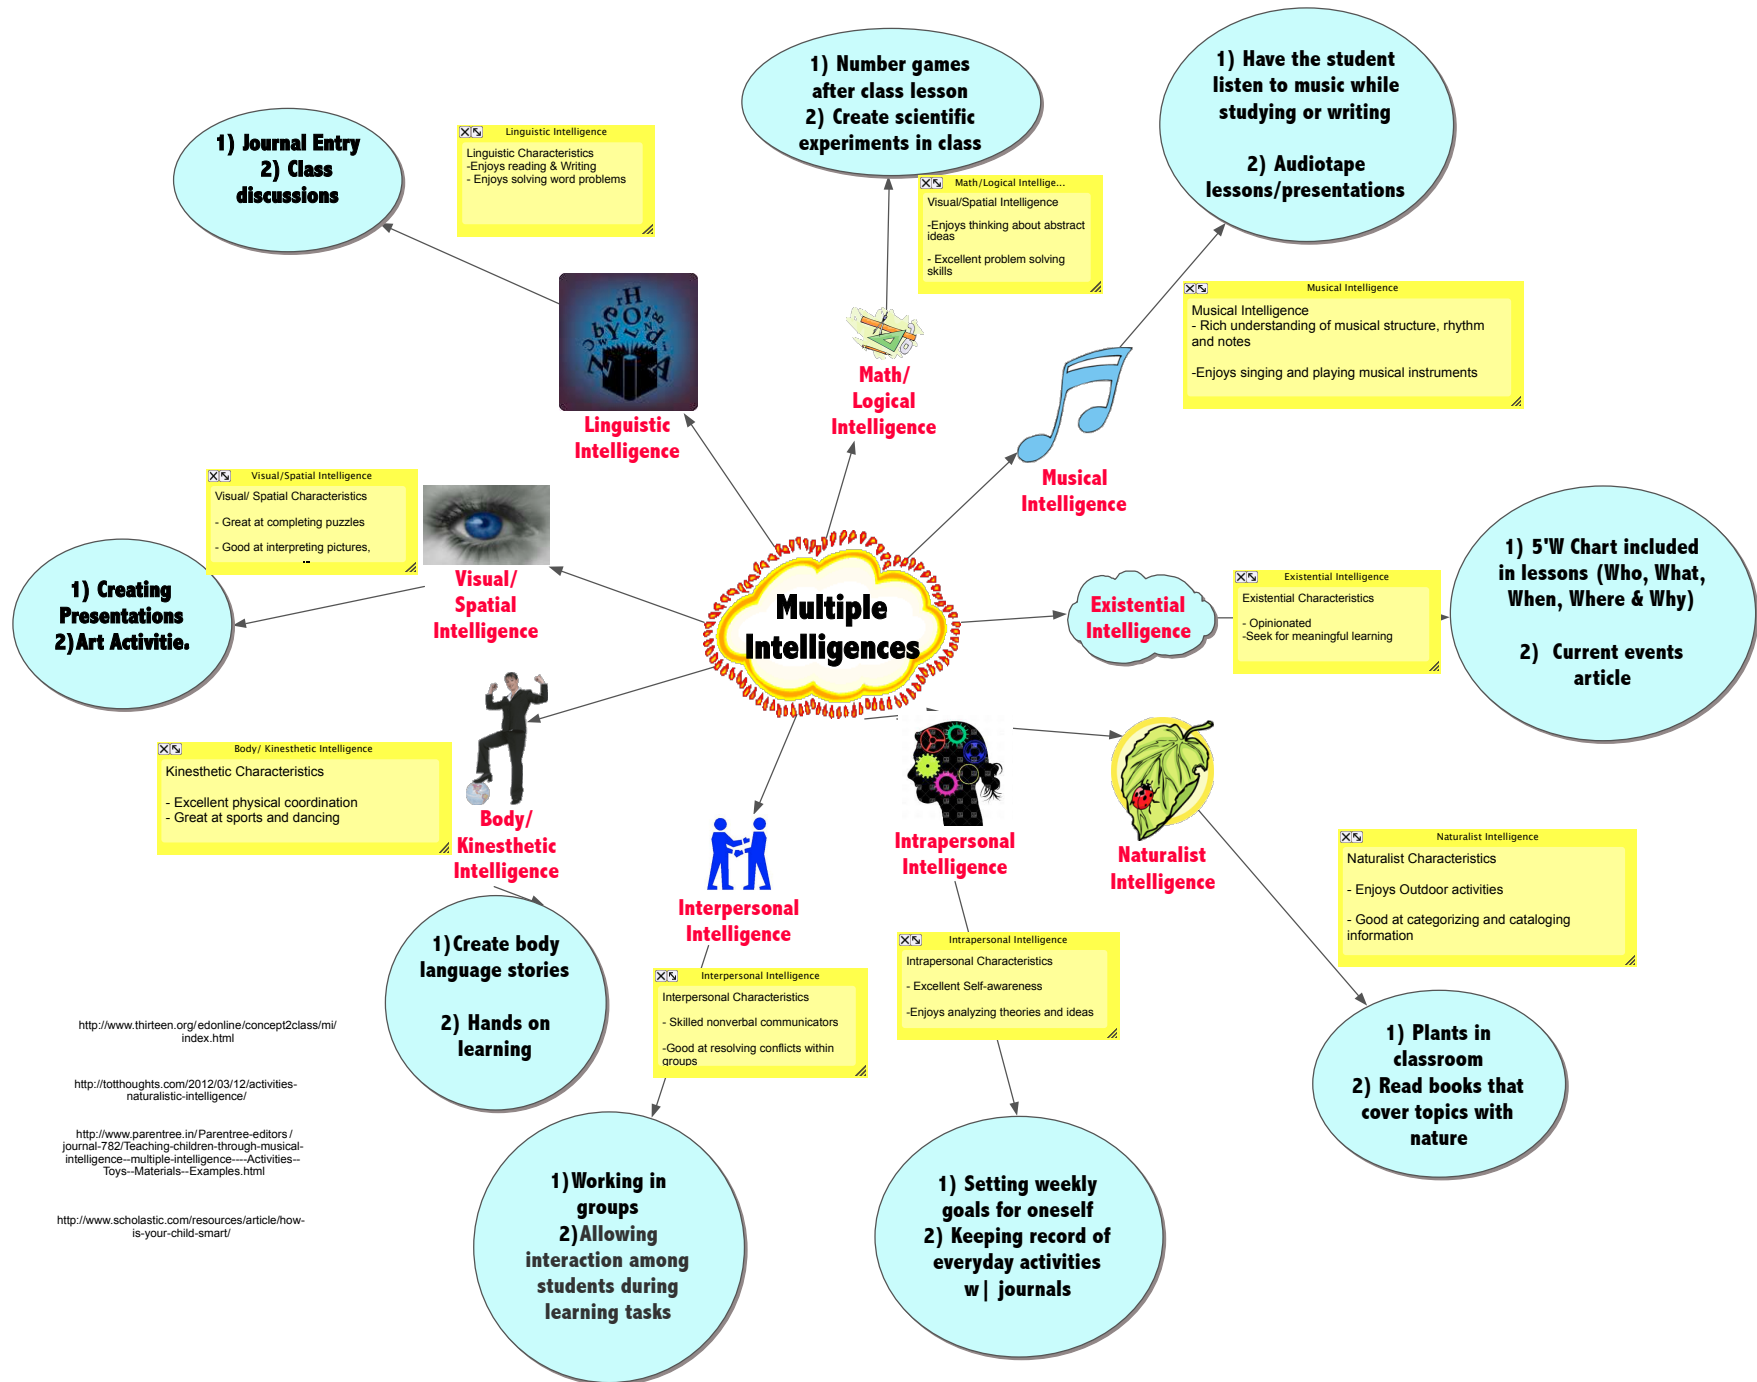 1) Number games
after class lesson
2) Create scientific
experiments in class
1) Have the student
listen to music while
studying or writing
2) Audiotape
lessons/presentations
1) Journal Entry
2) Class
discussions
Linguistic Intelligence
Linguistic Characteristics
-Enjoys reading & Writing
- Enjoys solving word problems
Math/Logical Intellige...
Visual/Spatial Intelligence
-Enjoys thinking about abstract
ideas
- Excellent problem solving
skills
Musical Intelligence
Musical Intelligence
- Rich understanding of musical structure, rhythm
and notes
-Enjoys singing and playing musical instruments
Linguistic
Intelligence
Math/
Logical
Intelligence
Musical
Intelligence
Visual/Spatial Intelligence
Visual/ Spatial Characteristics
- Great at completing puzzles
- Good at interpreting pictures,
1) Creating
Presentations
2)Art Activitie.
Visual/
Spatial
Intelligence
Multiple
Intelligences
Existential
Intelligence
Existential Intelligence
Existential Characteristics
- Opinionated
-Seek for meaningful learning
1) 5'W Chart included
in lessons (Who, What,
When, Where & Why)
2) Current events
article
Body/ Kinesthetic Intelligence
Kinesthetic Characteristics
- Excellent physical coordination
- Great at sports and dancing
Body/
Kinesthetic
Intelligence
1)Create body
language stories
2) Hands on
learning
Interpersonal
Intelligence
Interpersonal Intelligence
Interpersonal Characteristics
- Skilled nonverbal communicators
-Good at resolving conflicts within
groups
1)Working in
groups
2)Allowing
interaction among
students during
learning tasks
Intrapersonal
Intelligence
Intrapersonal Intelligence
Intrapersonal Characteristics
- Excellent Self-awareness
-Enjoys analyzing theories and ideas
1) Setting weekly
goals for oneself
2) Keeping record of
everyday activities
w| journals
Naturalist
Intelligence
Naturalist Intelligence
Naturalist Characteristics
- Enjoys Outdoor activities
- Good at categorizing and cataloging
information
1) Plants in
classroom
2) Read books that
cover topics with
nature
http://www.thirteen.org/edonline/concept2class/mi/
index.html
http://totthoughts.com/2012/03/12/activities-
naturalistic-intelligence/
http://www.parentree.in/Parentree-editors/
journal-782/Teaching-children-through-musical-
intelligence--multiple-intelligence----Activities--
Toys--Materials--Examples.html
http://www.scholastic.com/resources/article/how-
is-your-child-smart/